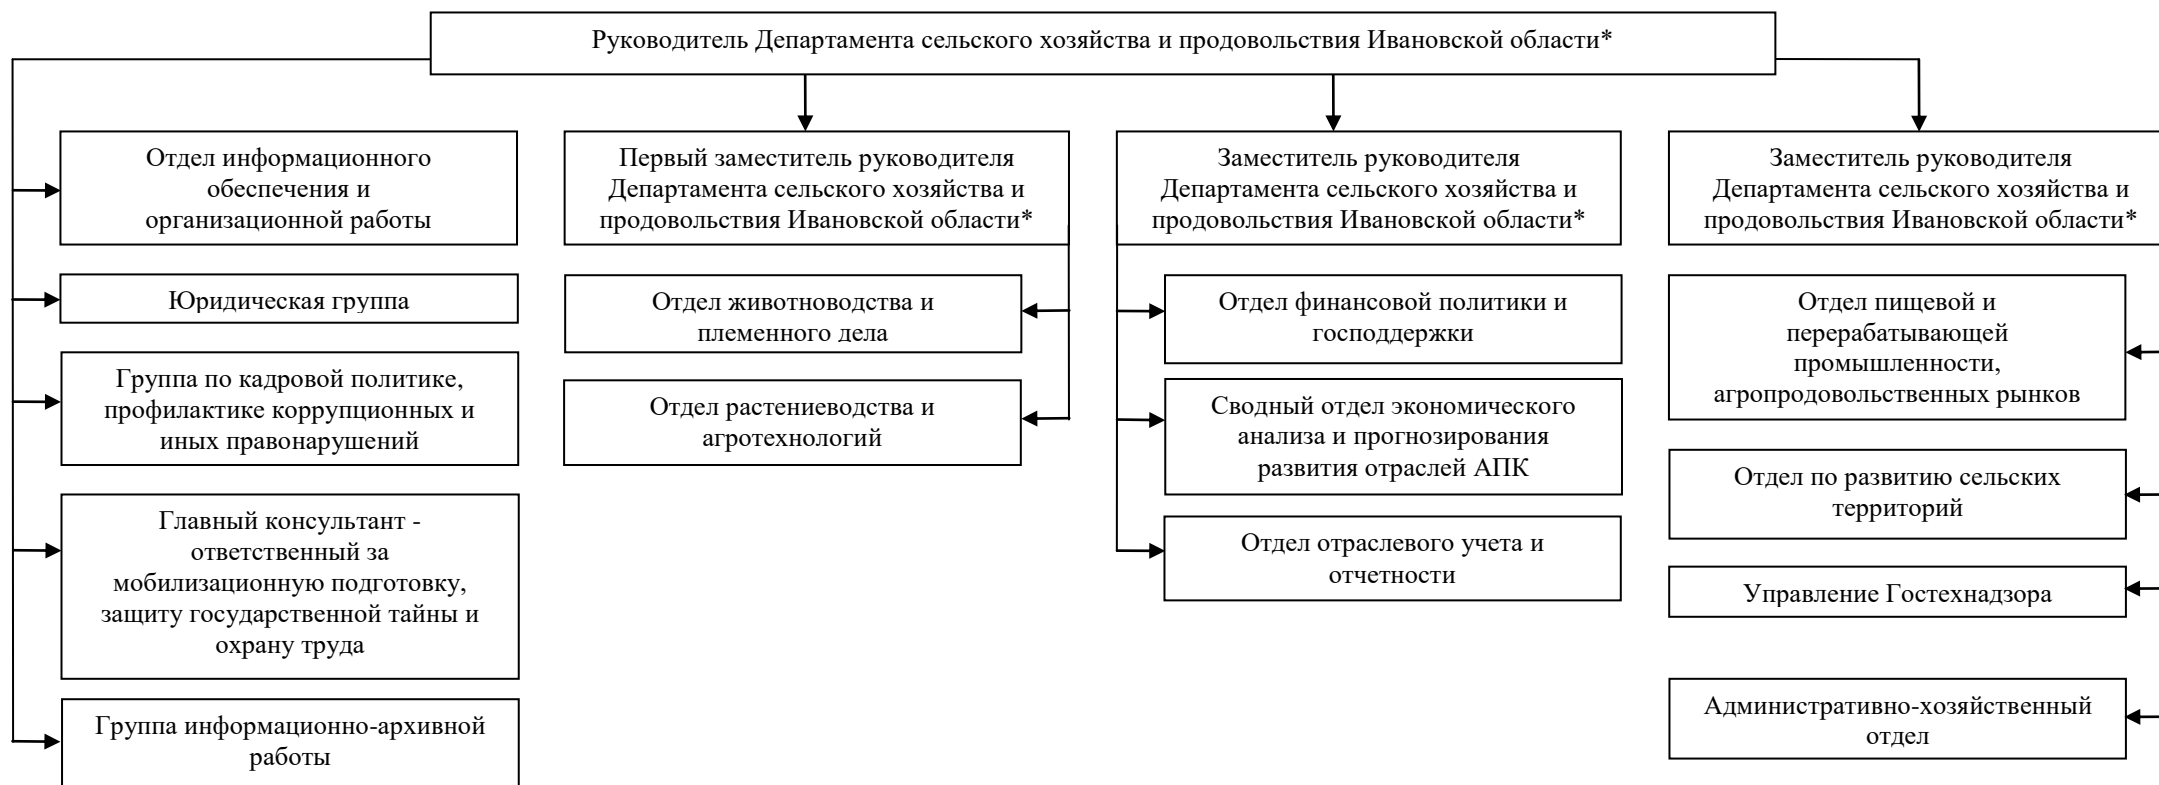 Руководитель Департамента сельского хозяйства и продовольствия Ивановской области*
Отдел информационного
обеспечения и
организационной работы
Юридическая группа
Группа по кадровой политике,
профилактике коррупционных и
иных правонарушений
Главный консультант -
ответственный за
мобилизационную подготовку,
защиту государственной тайны и
охрану труда
Группа информационно-архивной
работы
Первый заместитель руководителя
Департамента сельского хозяйства и
продовольствия Ивановской области*
Отдел животноводства и
племенного дела
Отдел растениеводства и
агротехнологий
Заместитель руководителя
Департамента сельского хозяйства и
продовольствия Ивановской области*
Отдел финансовой политики и
господдержки
Сводный отдел экономического
анализа и прогнозирования
развития отраслей АПК
Отдел отраслевого учета и
отчетности
Заместитель руководителя
Департамента сельского хозяйства и
продовольствия Ивановской области*
Отдел пищевой и
перерабатывающей
промышленности,
агропродовольственных рынков
Отдел по развитию сельских
территорий
Управление Гостехнадзора
Административно-хозяйственный
отдел